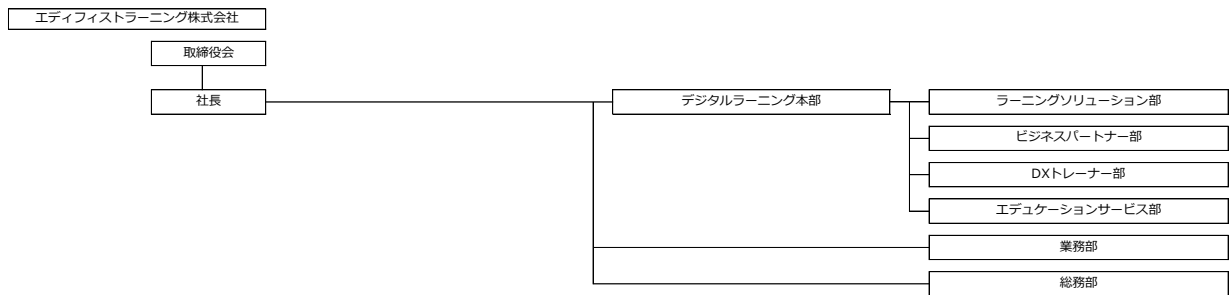 エディフィストラーニング株式会社
取締役会
社長
デジタルラーニング本部
ラーニングソリューション部
ビジネスパートナー部
DXトレーナー部
エデュケーションサービス部
業務部
総務部